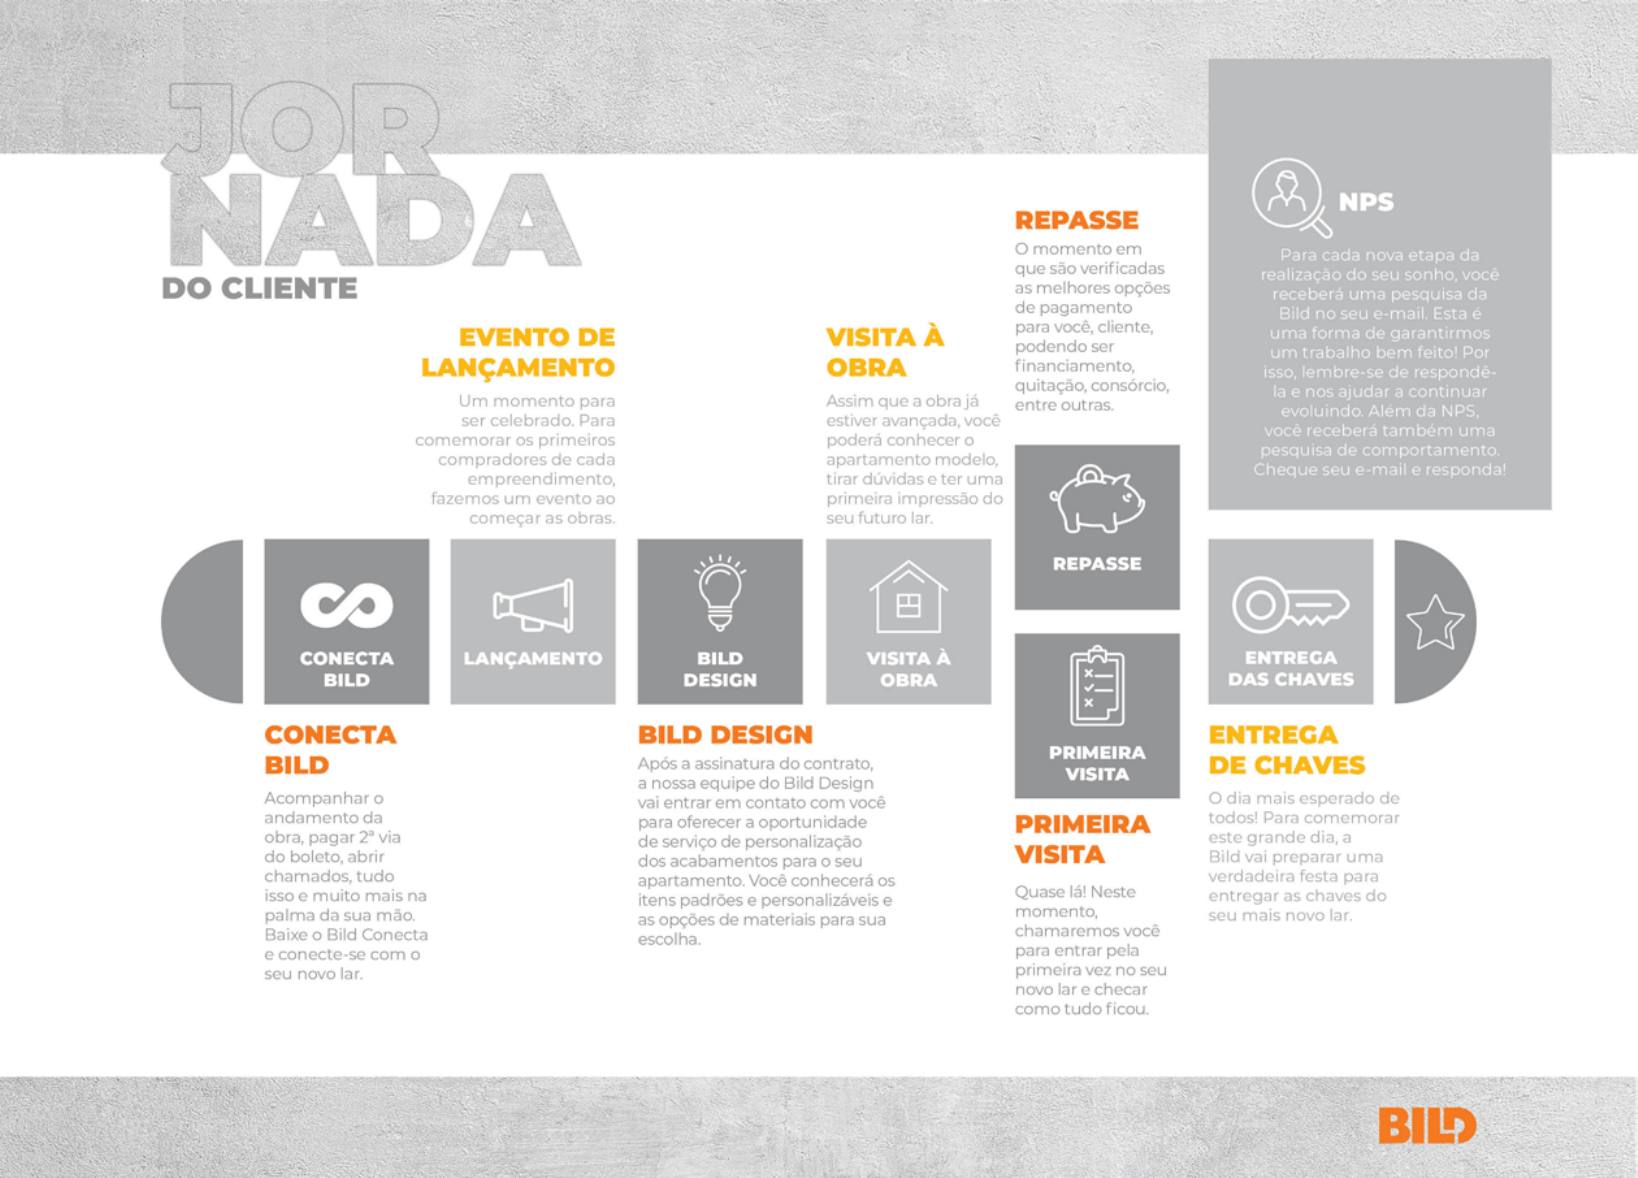 JOR
NADA
DO CLIENTE
EVENTO DE
LANÇAMENTO
Um momento para
ser celebrado. Para
comemorar os primeiros
compradores de cada
empreendimento,
fazemos um evento ao
começar as obras.
VISITA À
OBRA
Assim que a obra já
estiver avançada, você
poderá conhecer o
apartamento modelo,
tirar dúvidas e ter uma
primeira impressão do
seu futuro lar.
REPASSE
O momento em
que são verificadas
as melhores opções
de pagamento
para você, cliente,
podendo ser
financiamento,
quitação, consórcio,
entre outras.
NPS
Para cada nova etapa da
realização do seu sonho, você
receberá uma pesquisa da
Bild no seu e-mail. Esta é
uma forma de garantirmos
um trabalho bem feito! Por
isso, lembre-se de respondê-
la e nos ajudar a continuar
evoluindo. Além da NPS,
você receberá também uma
pesquisa de comportamento.
Cheque seu e-mail e responda!
CONECTA
BILD
LANÇAMENTO
BILD
DESIGN
VISITA À
OBRA
REPASSE
PRIMEIRA
VISITA
ENTREGA
DAS CHAVES
CONECTA
BILD
Acompanhar o
andamento da
obra, pagar 2ª via
do boleto, abrir
chamados, tudo
isso e muito mais na
palma da sua mão.
Baixe o Bild Conecta
e conecte-se com o
seu novo lar.
BILD DESIGN
Após a assinatura do contrato,
a nossa equipe do Bild Design
vai entrar em contato com você
para oferecer a oportunidade
de serviço de personalização
dos acabamentos para o seu
apartamento. Você conhecerá os
itens padrões e personalizáveis e
as opções de materiais para sua
escolha.
PRIMEIRA
VISITA
Quase lá! Neste
momento,
chamaremos você
para entrar pela
primeira vez no seu
novo lar e checar
como tudo ficou.
ENTREGA
DE CHAVES
O dia mais esperado de
todos! Para comemorar
este grande dia, a
Bild vai preparar uma
verdadeira festa para
entregar as chaves do
seu mais novo lar.
BILD